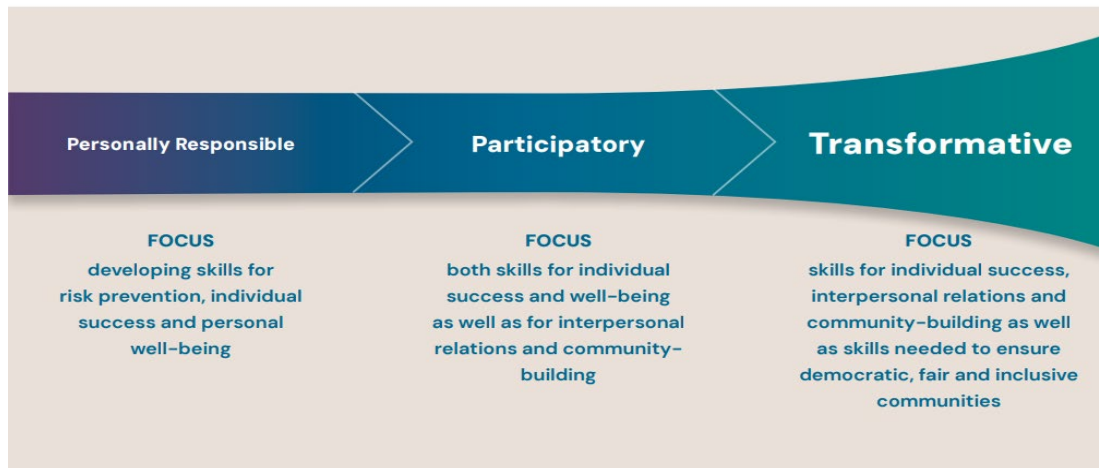 Personally Responsible
Participatory
Transformative
FOCUS
developing skills for
risk prevention, individual
success and personal
well-being
FOCUS
both skills for individual
success and well-being
as well as for interpersonal
relations and community-
building
FOCUS
skills for individual success,
interpersonal relations and
community-building as well
as skills needed to ensure
democratic, fair and inclusive
communities